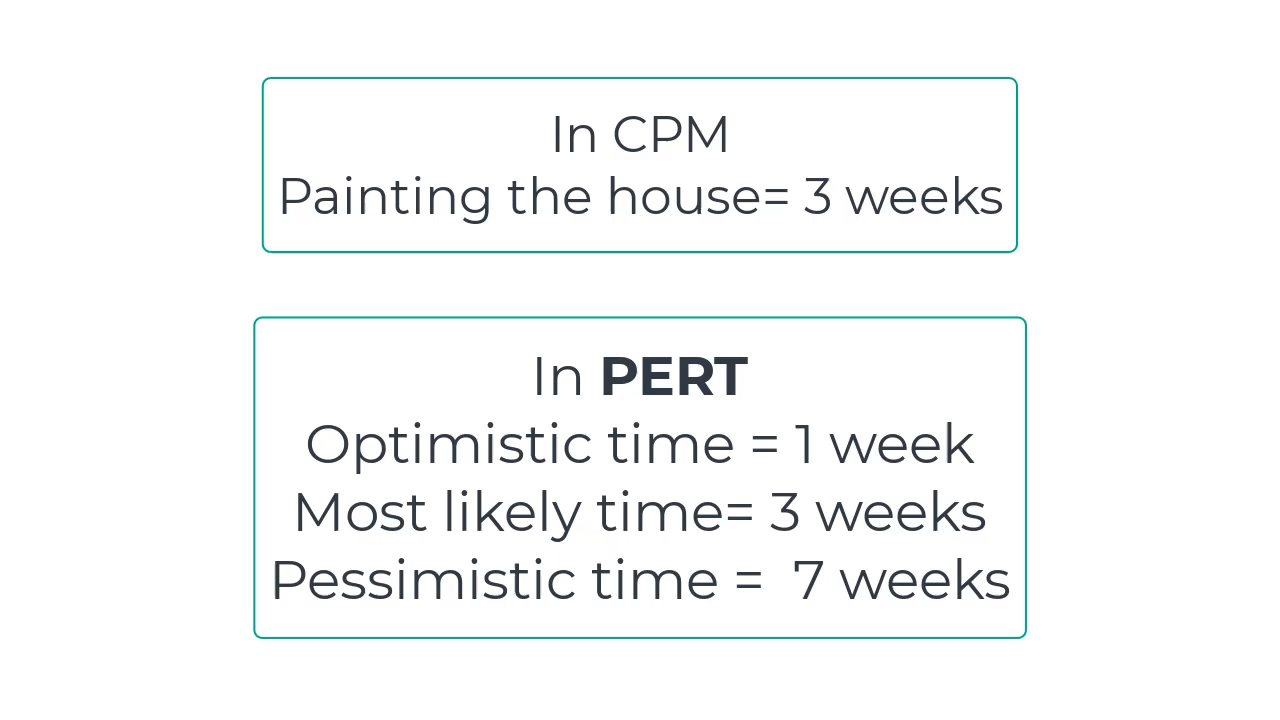 In CPM
Painting the house= 3 weeks
In PERT
Optimistic time = 1 week
Most likely time= 3 weeks
Pessimistic time =  7 weeks